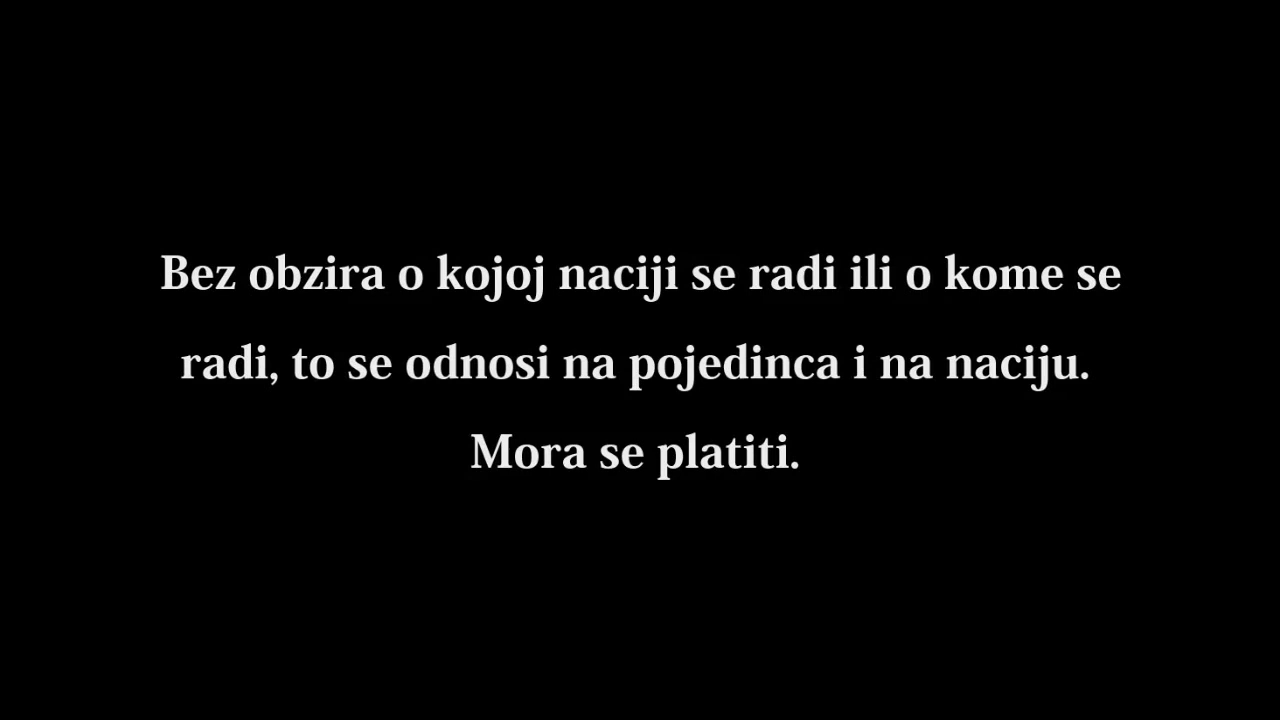 Bez obzira o kojoj naciji se radi ili o kome se
radi, to se odnosi na pojedinca i na naciju.
Mora se platiti.